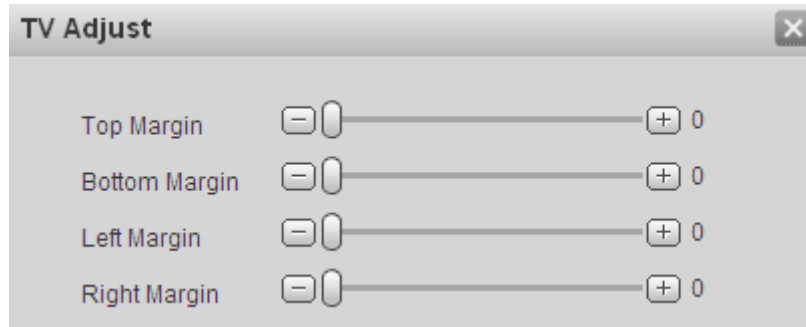 TV Adjust
Top Margin 0
Bottom Margin 0
Left Margin 0
Right Margin 0